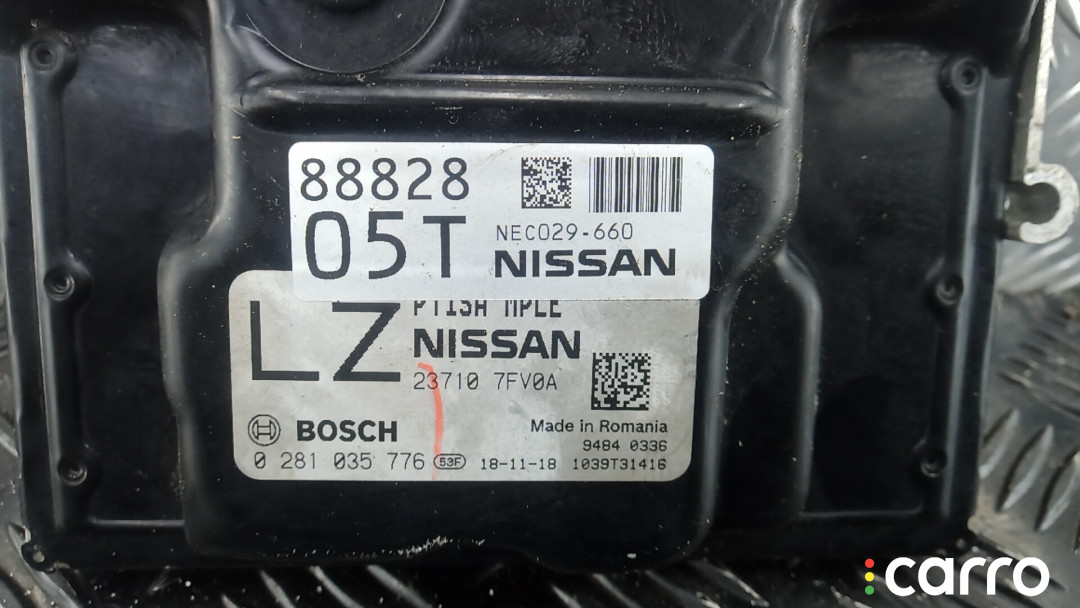 88828
05T
NEC029-660
NISSAN
LZ
PTISA MPLE
NISSAN
23710 7FV0A
BOSCH
Made in Romania
9484 0336
0 281 035 776 53F 18-11-18 1039T31416
carro